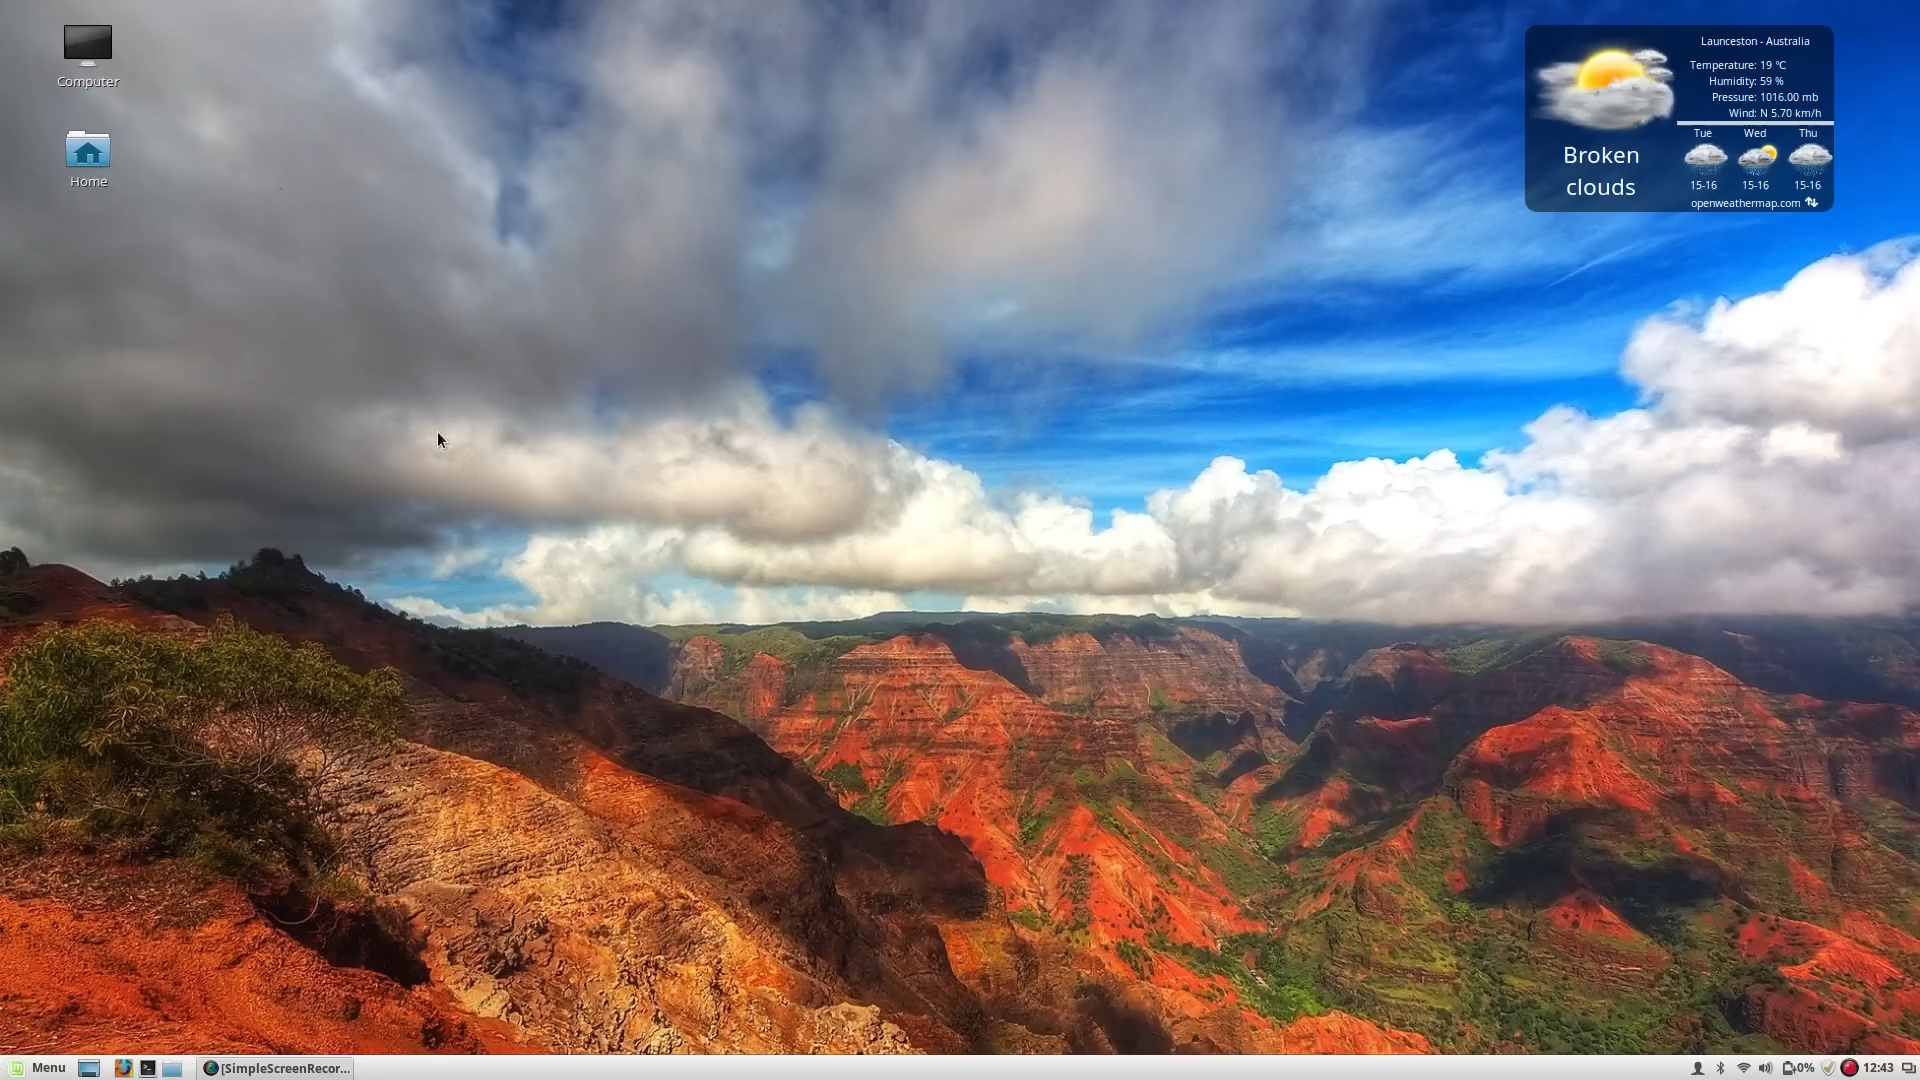 Computer
Home
Launceston - Australia
Temperature: 19 °C
Humidity: 59 %
Pressure: 1016.00 mb
Wind: N 5.70 km/h
Broken
clouds
Tue Wed Thu
15-16 15-16 15-16
openweathermap.com
Menu
[SimpleScreenRecor...
0%
12:43